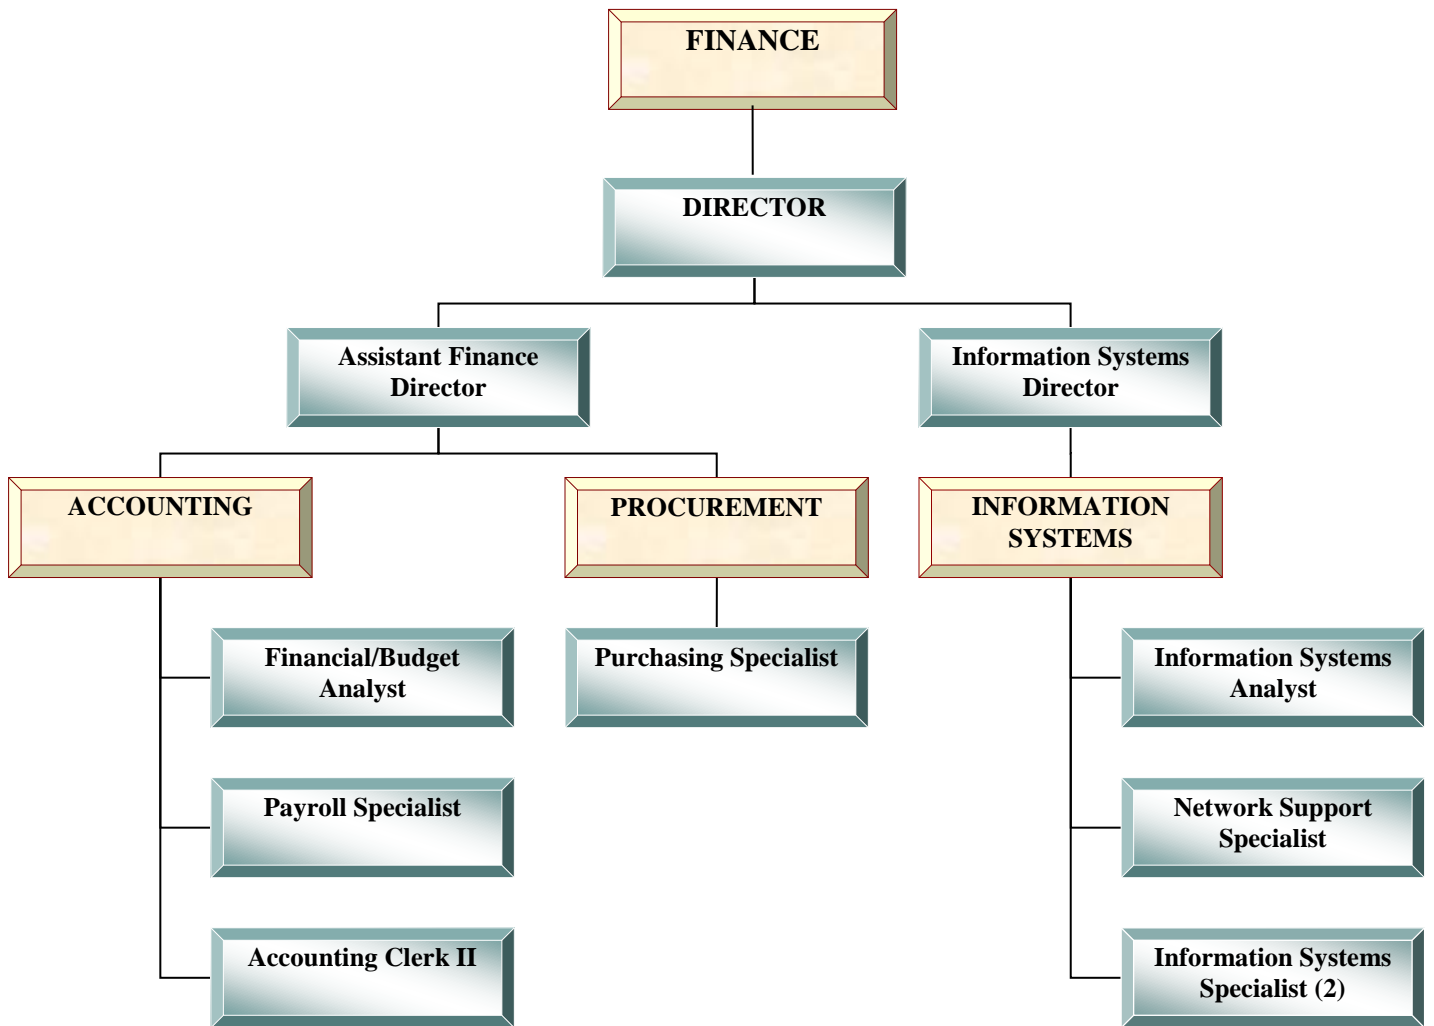 FINANCE
DIRECTOR
Assistant Finance
Director
Information Systems
Director
ACCOUNTING
PROCUREMENT
INFORMATION
SYSTEMS
Financial/Budget
Analyst
Purchasing Specialist
Information Systems
Analyst
Payroll Specialist
Network Support
Specialist
Accounting Clerk II
Information Systems
Specialist (2)